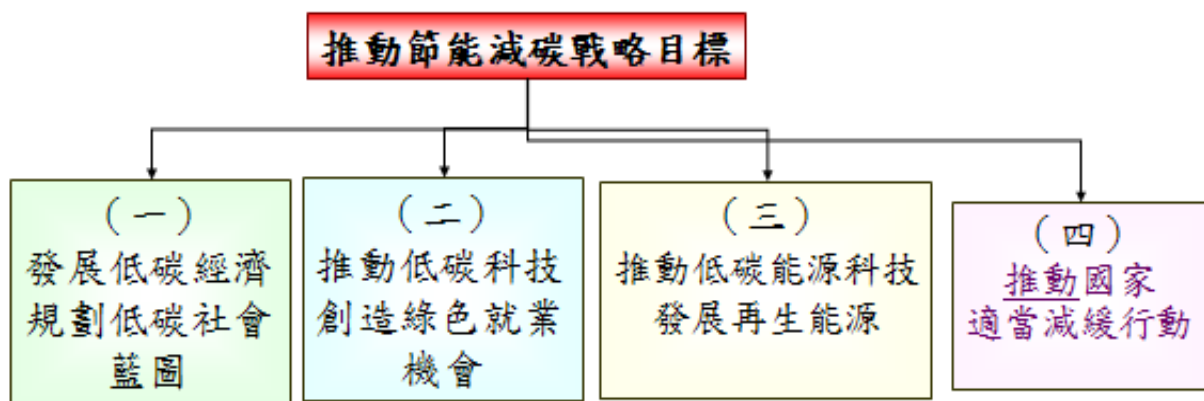 推動節能減碳戰略目標
(一)
發展低碳經濟
規劃低碳社會
藍圖
(二)
推動低碳科技
創造綠色就業
機會
(三)
推動低碳能源科技
發展再生能源
(四)
推動國家
適當減緩行動